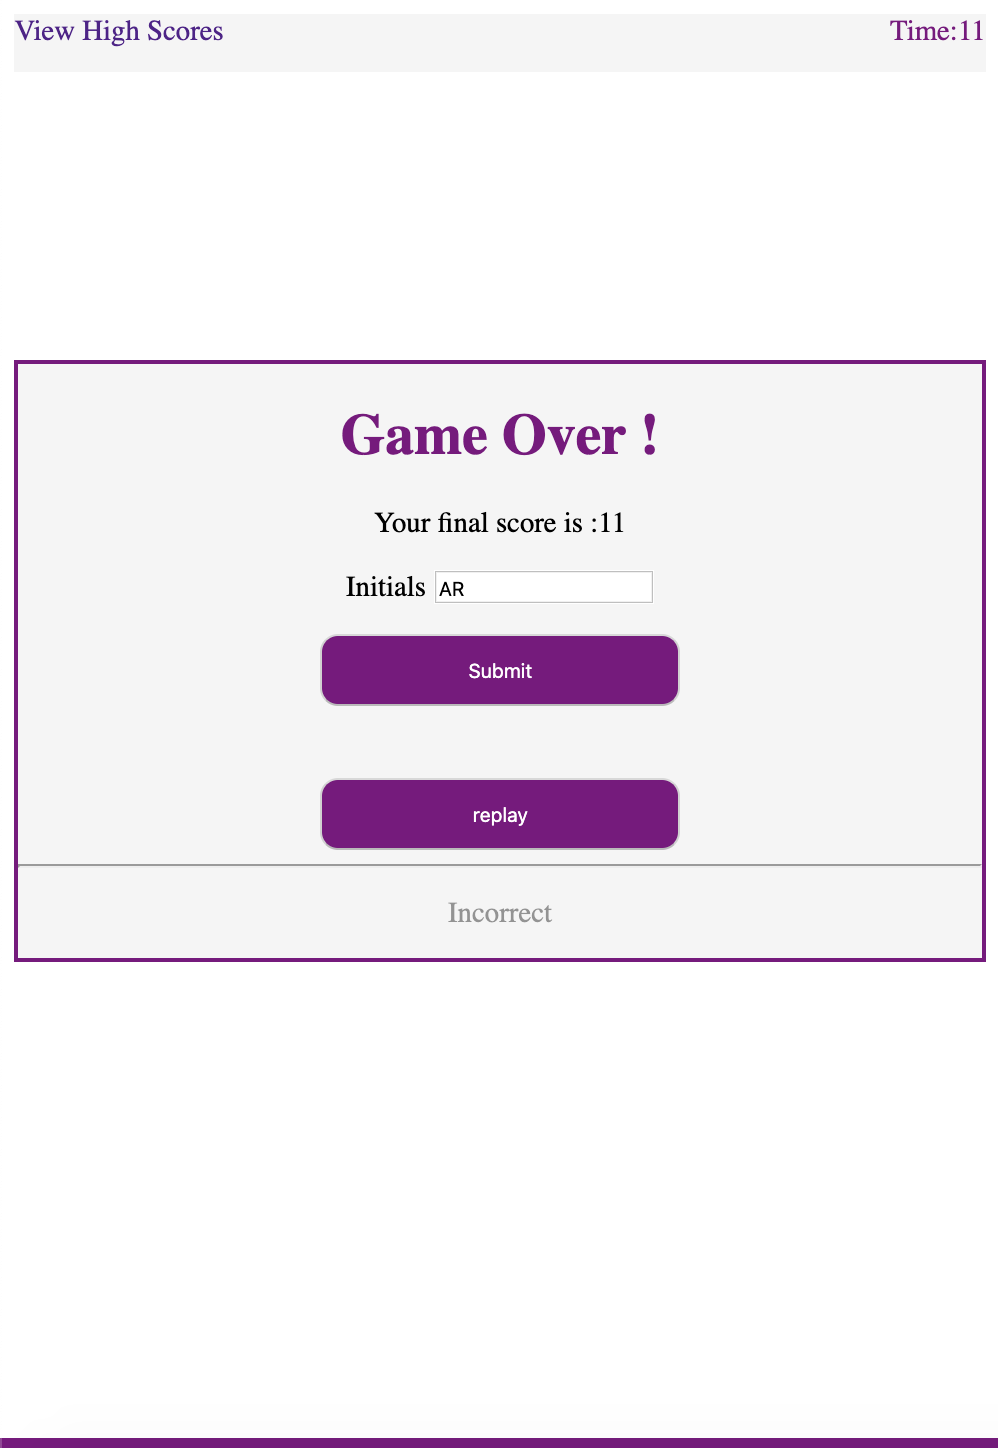 View High Scores
Time:11
Game Over !
Your final score is :11
Initials AR
Submit
replay
Incorrect